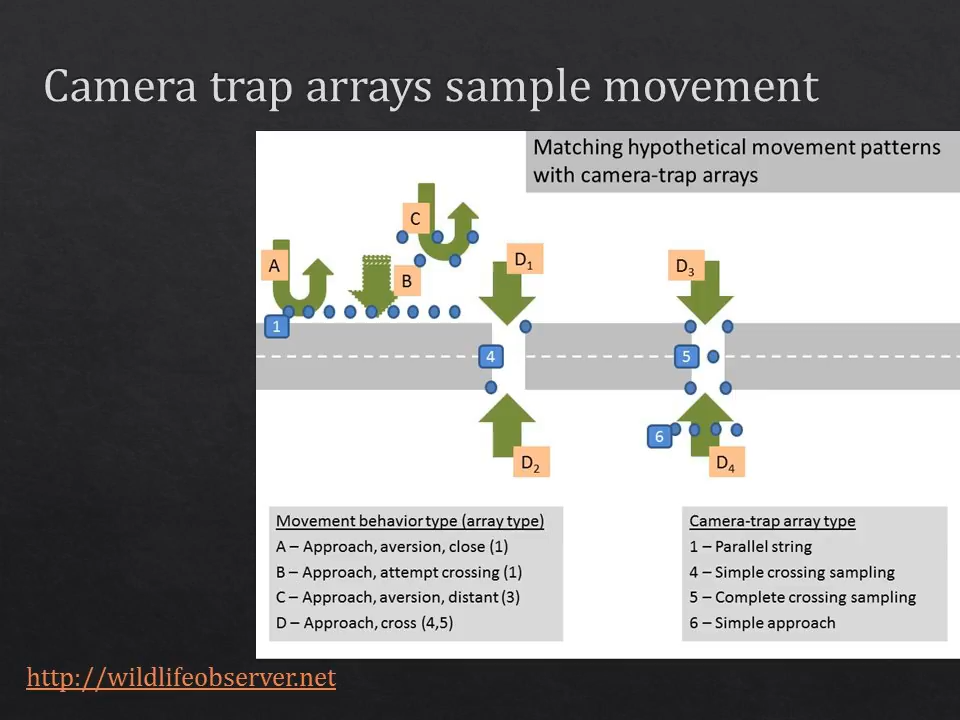 Camera trap arrays sample movement
Matching hypothetical movement patterns
with camera-trap arrays
C
A
B
D1
D3
1
4
5
6
D2
D4
Movement behavior type (array type)
A – Approach, aversion, close (1)
B – Approach, attempt crossing (1)
C – Approach, aversion, distant (3)
D – Approach, cross (4,5)
Camera-trap array type
1 – Parallel string
4 – Simple crossing sampling
5 – Complete crossing sampling
6 – Simple approach
http://wildlifeobserver.net